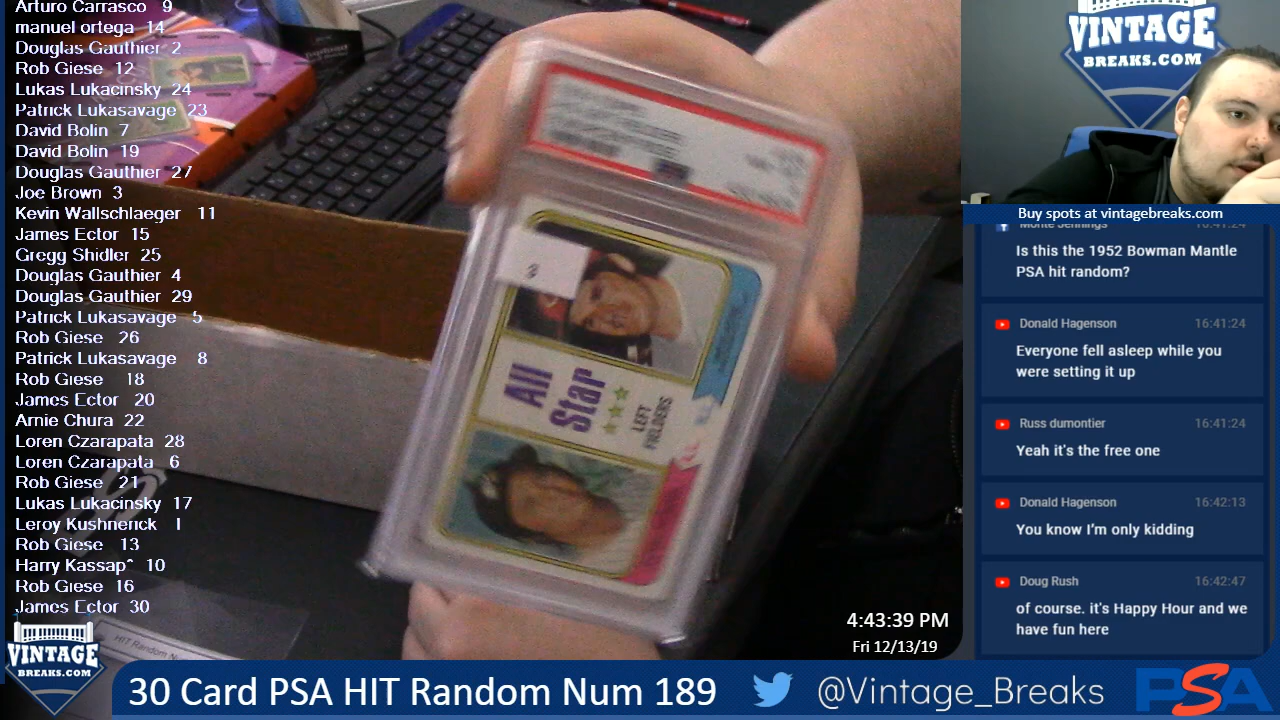 Arturo Carrasco 9
manuel ortega 14
Douglas Gauthier 2
Rob Giese 12
Lukas Lukacinsky 24
Patrick Lukasavage 23
David Bolin 7
David Bolin 19
Douglas Gauthier 27
Joe Brown 3
Kevin Wallschlaeger 11
James Ector 15
Gregg Shidler 25
Douglas Gauthier 4
Douglas Gauthier 29
Patrick Lukasavage 5
Rob Giese 26
Patrick Lukasavage 8
Rob Giese 18
James Ector 20
Arnie Chura 22
Loren Czarapata 28
Loren Czarapata 6
Rob Giese 21
Lukas Lukacinsky 17
Leroy Kushnerick 1
Rob Giese 13
Harry Kassap^ 10
Rob Giese 16
James Ector 30
All
Star
LEFT
FIELDERS
HIT Random
VINTAGE
BREAKS.COM
Buy spots at vintagebreaks.com
Monte Jennings 16:41:24
Is this the 1952 Bowman Mantle
PSA hit random?
Donald Hagenson 16:41:24
Everyone fell asleep while you
were setting it up
Russ dumontier 16:41:24
Yeah it's the free one
Donald Hagenson 16:42:13
You know I'm only kidding
Doug Rush 16:42:47
of course. it's Happy Hour and we
have fun here
4:43:39 PM
Fri 12/13/19
VINTAGE
BREAKS.COM
30 Card PSA HIT Random Num 189
@Vintage_Breaks
PSA